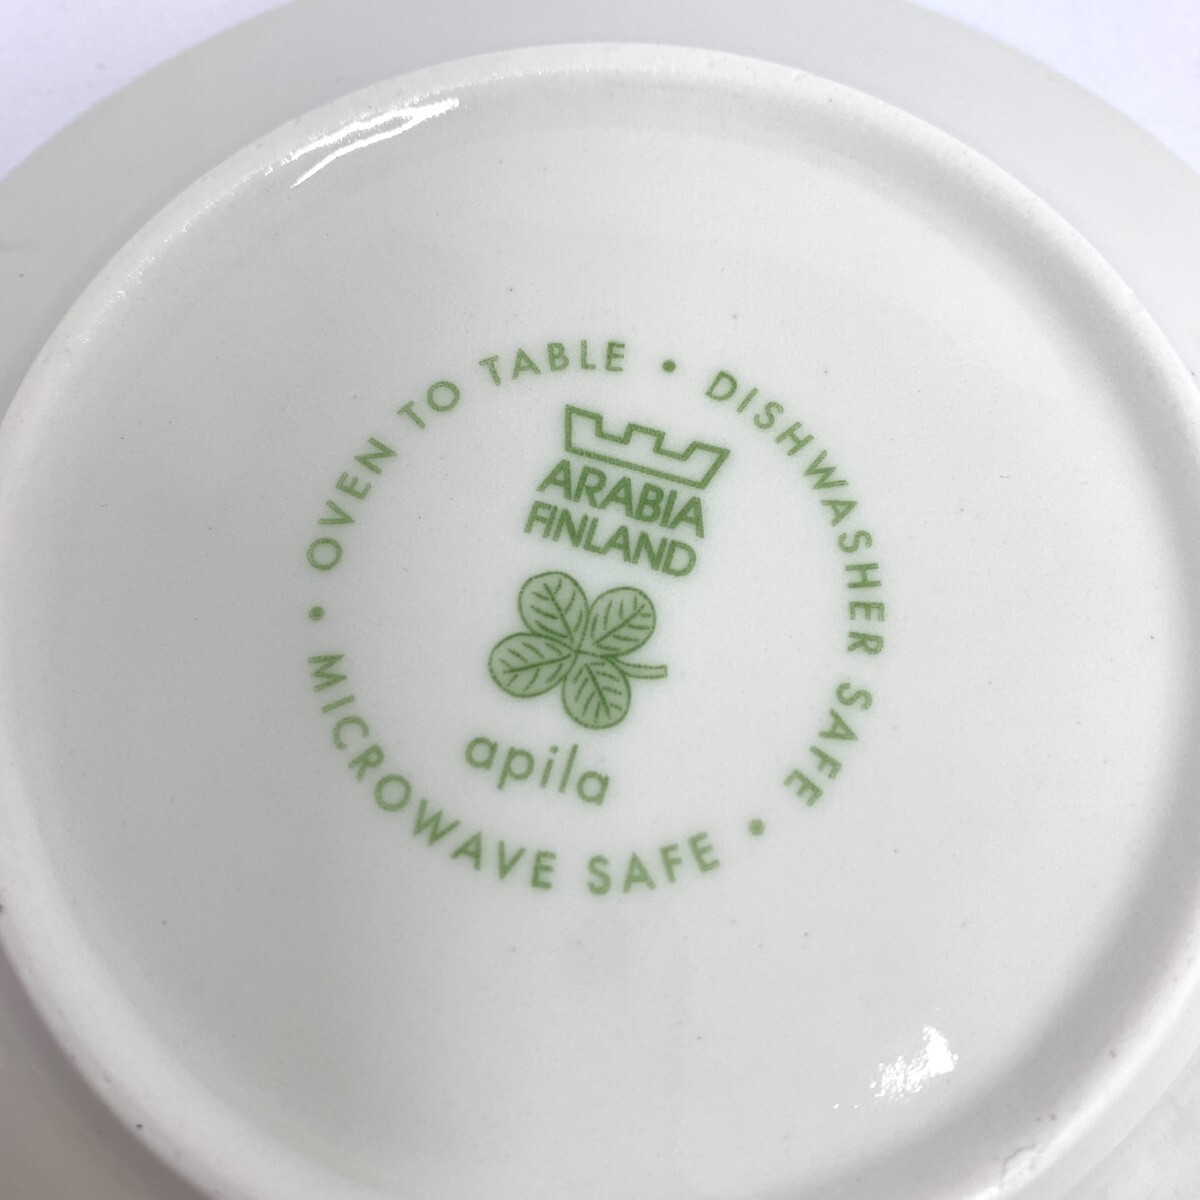 OVEN TO TABLE • DISHWASHER SAFE • MICROWAVE SAFE •
ARABIA
FINLAND
apila